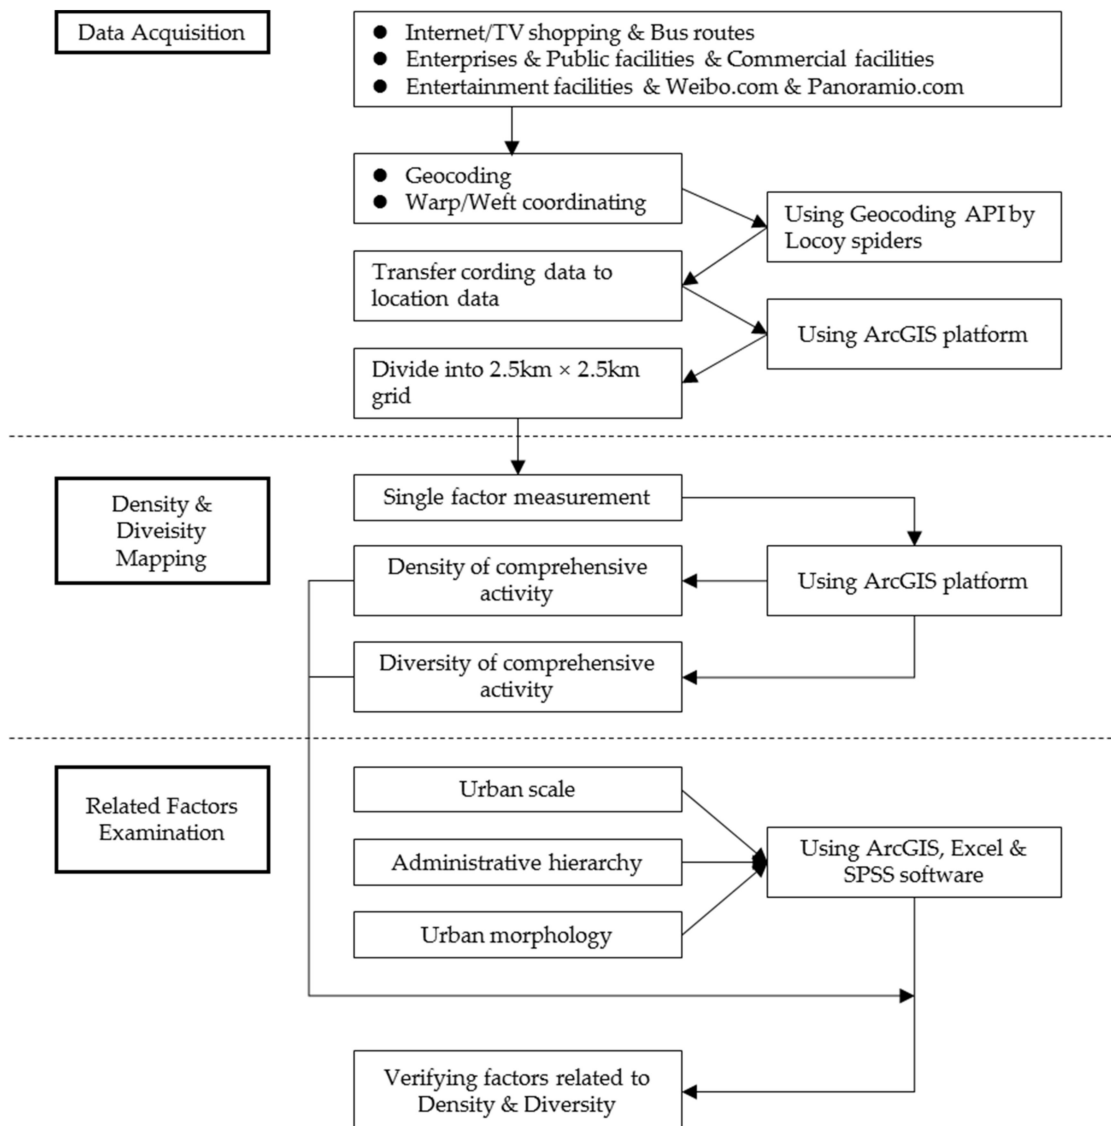 Data Acquisition
● Internet/TV shopping & Bus routes
● Enterprises & Public facilities & Commercial facilities
● Entertainment facilities & Weibo.com & Panoramio.com
● Geocoding
● Warp/Weft coordinating
Using Geocoding API by
Locoy spiders
Transfer cording data to
location data
Using ArcGIS platform
Divide into 2.5km × 2.5km
grid
Density &
Diveisity
Mapping
Single factor measurement
Density of comprehensive
activity
Using ArcGIS platform
Diversity of comprehensive
activity
Related Factors
Examination
Urban scale
Administrative hierarchy
Urban morphology
Using ArcGIS, Excel &
SPSS software
Verifying factors related to
Density & Diversity